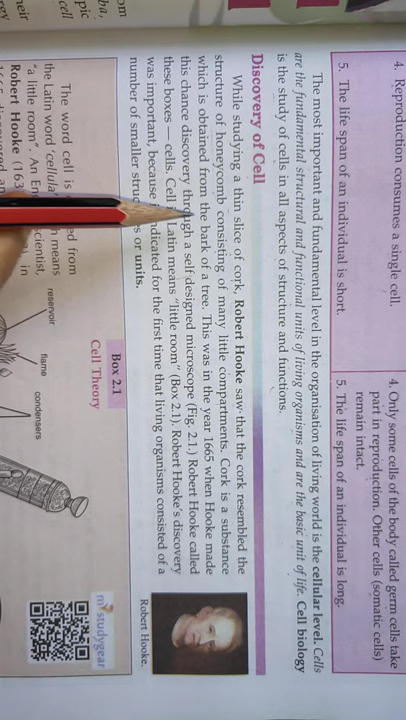 4. Reproduction consumes a single cell.
4. Only some cells of the body called germ cells take
part in reproduction. Other cells (somatic cells)
remain intact.
5. The life span of an individual is short.
5. The life span of an individual is long.
The most important and fundamental level in the organisation of living world is the cellular level. Cells
are the fundamental structural and functional units of living organisms and are the basic unit of life. Cell biology
is the study of cells in all aspects of structure and functions.
Discovery of Cell
While studying a thin slice of cork, Robert Hooke saw that the cork resembled the
structure of honeycomb consisting of many little compartments. Cork is a substance
which is obtained from the bark of a tree. This was in the year 1665 when Hooke made
this chance discovery through a self designed microscope (Fig. 2.1.) Robert Hooke called
these boxes — cells. Cell Latin means "little room" (Box 2.1). Robert Hooke's discovery
was important, because indicated for the first time that living organisms consisted of a
number of smaller or units.
Robert Hooke.
Box 2.1
Cell Theory
The word cell is from
the Latin word means
"a little room". An
Robert Hooke (163 in
reservoir
flame
condensers
my studygear